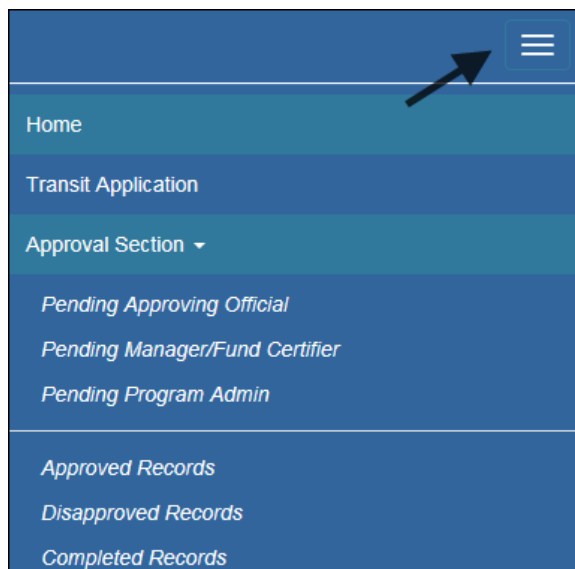 Home
Transit Application
Approval Section
Pending Approving Official
Pending Manager/Fund Certifier
Pending Program Admin
Approved Records
Disapproved Records
Completed Records